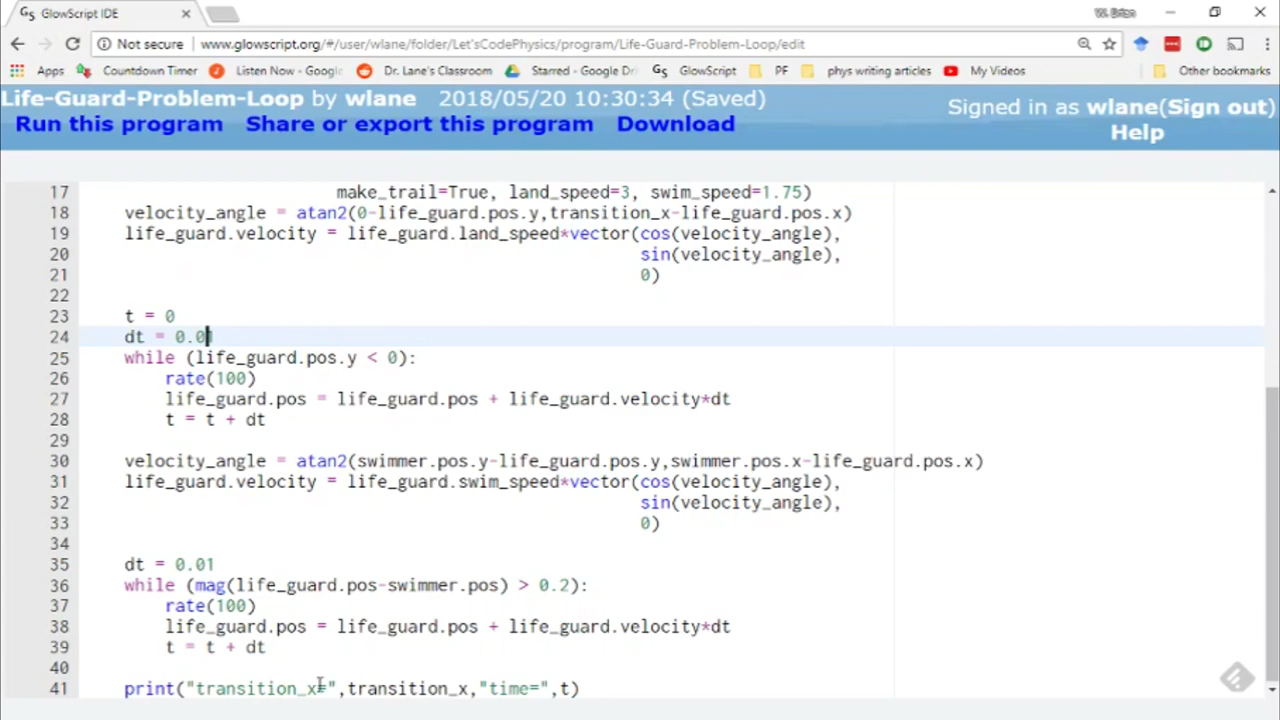 GlowScript IDE
W. Brian
Not secure www.glowscript.org/#/user/wlane/folder/Let'sCodePhysics/program/Life-Guard-Problem-Loop/edit
Apps Countdown Timer Listen Now - Google Dr. Lane's Classroom Starred - Google Dri GlowScript PF phys writing articles My Videos Other bookmarks
Life-Guard-Problem-Loop by wlane 2018/05/20 10:30:34 (Saved) Signed in as wlane(Sign out)
Run this program Share or export this program Download Help
17 make_trail=True, land_speed=3, swim_speed=1.75)
18 velocity_angle = atan2(0-life_guard.pos.y,transition_x-life_guard.pos.x)
19 life_guard.velocity = life_guard.land_speed*vector(cos(velocity_angle),
20 sin(velocity_angle),
21 0)
22
23 t = 0
24 dt = 0.01
25 while (life_guard.pos.y < 0):
26 rate(100)
27 life_guard.pos = life_guard.pos + life_guard.velocity*dt
28 t = t + dt
29
30 velocity_angle = atan2(swimmer.pos.y-life_guard.pos.y,swimmer.pos.x-life_guard.pos.x)
31 life_guard.velocity = life_guard.swim_speed*vector(cos(velocity_angle),
32 sin(velocity_angle),
33 0)
34
35 dt = 0.01
36 while (mag(life_guard.pos-swimmer.pos) > 0.2):
37 rate(100)
38 life_guard.pos = life_guard.pos + life_guard.velocity*dt
39 t = t + dt
40
41 print("transition_x=",transition_x,"time=",t)